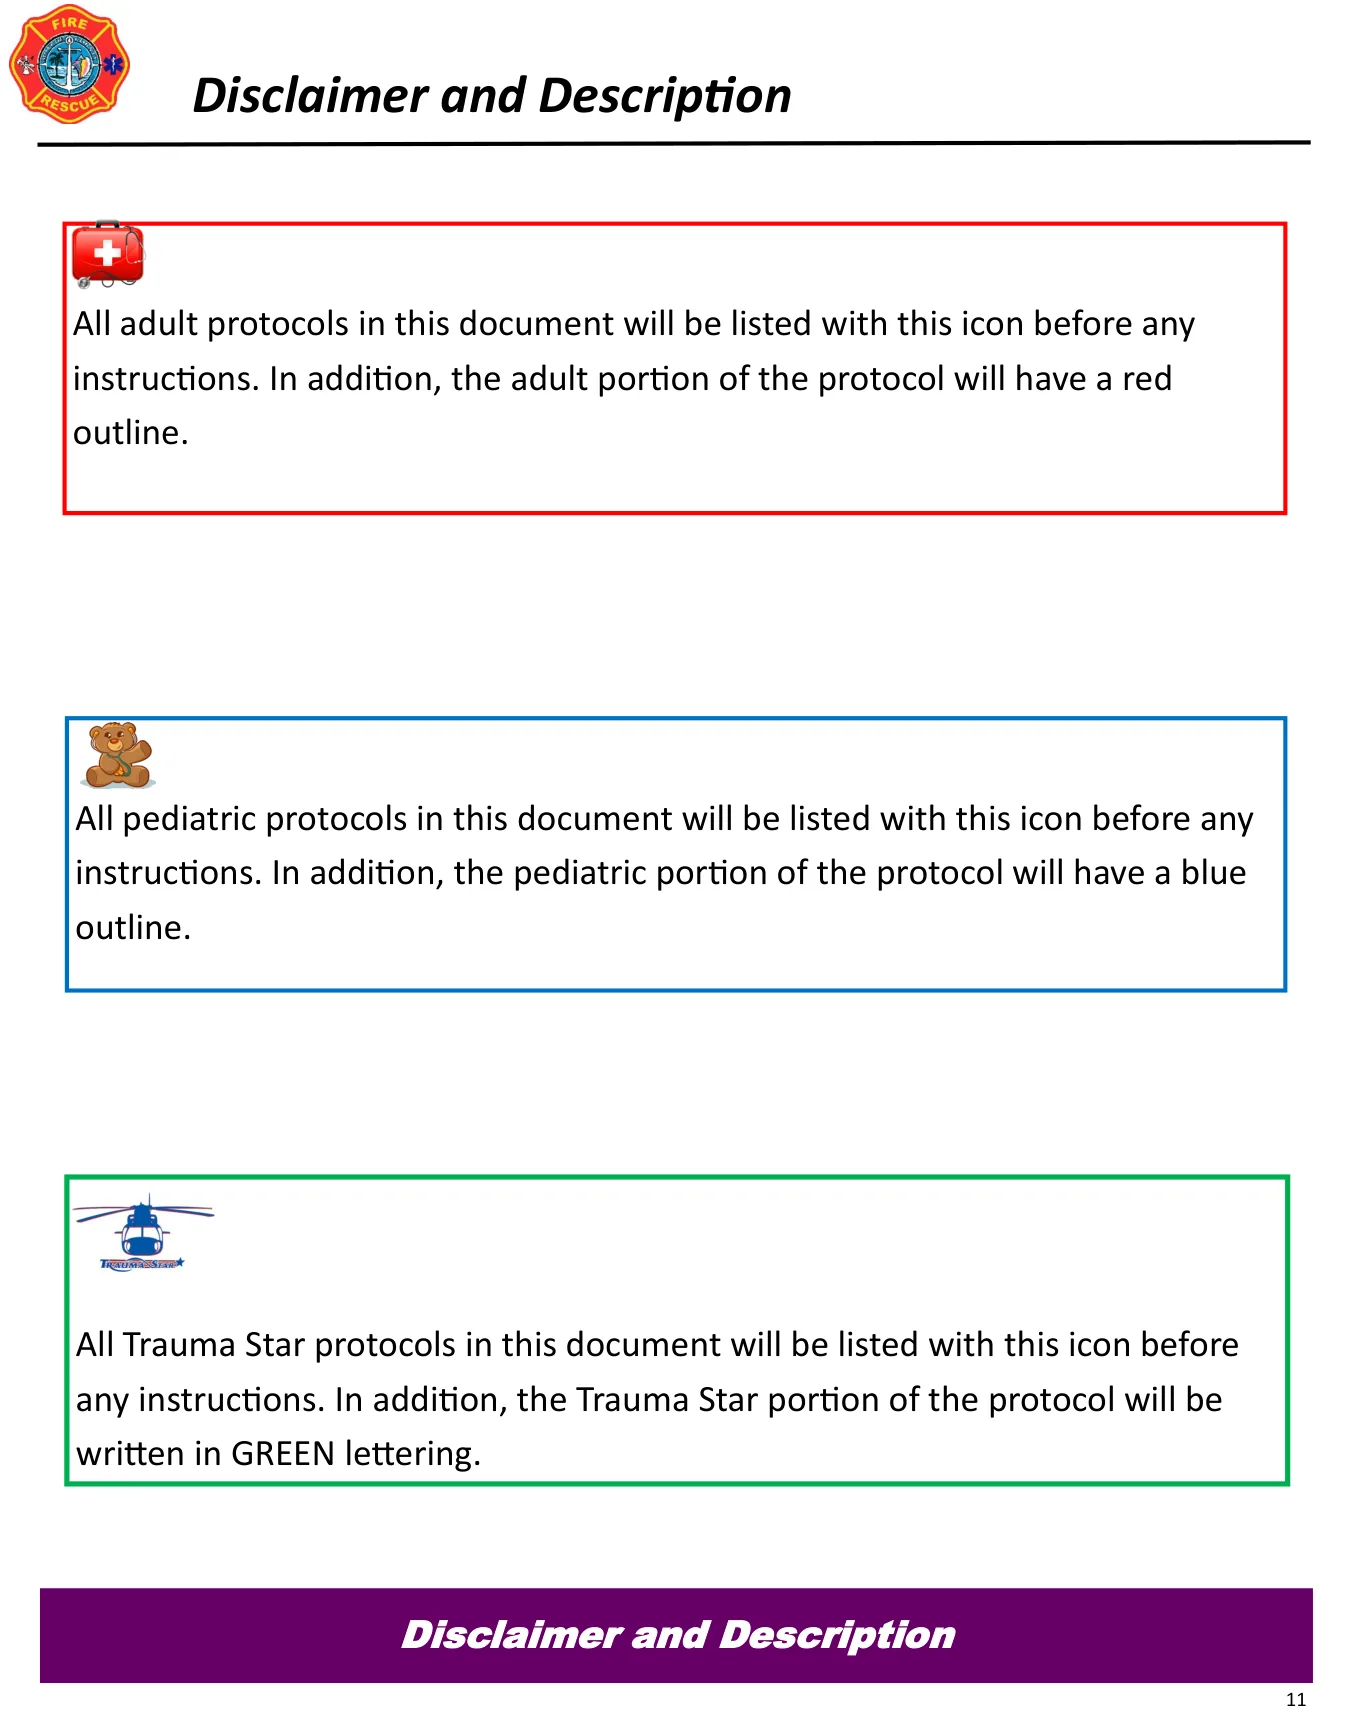 FIRE
RESCUE
Disclaimer and Description
All adult protocols in this document will be listed with this icon before any
instructions. In addition, the adult portion of the protocol will have a red
outline.
All pediatric protocols in this document will be listed with this icon before any
instructions. In addition, the pediatric portion of the protocol will have a blue
outline.
TRAUMA STAR
All Trauma Star protocols in this document will be listed with this icon before
any instructions. In addition, the Trauma Star portion of the protocol will be
written in GREEN lettering.
Disclaimer and Description
11